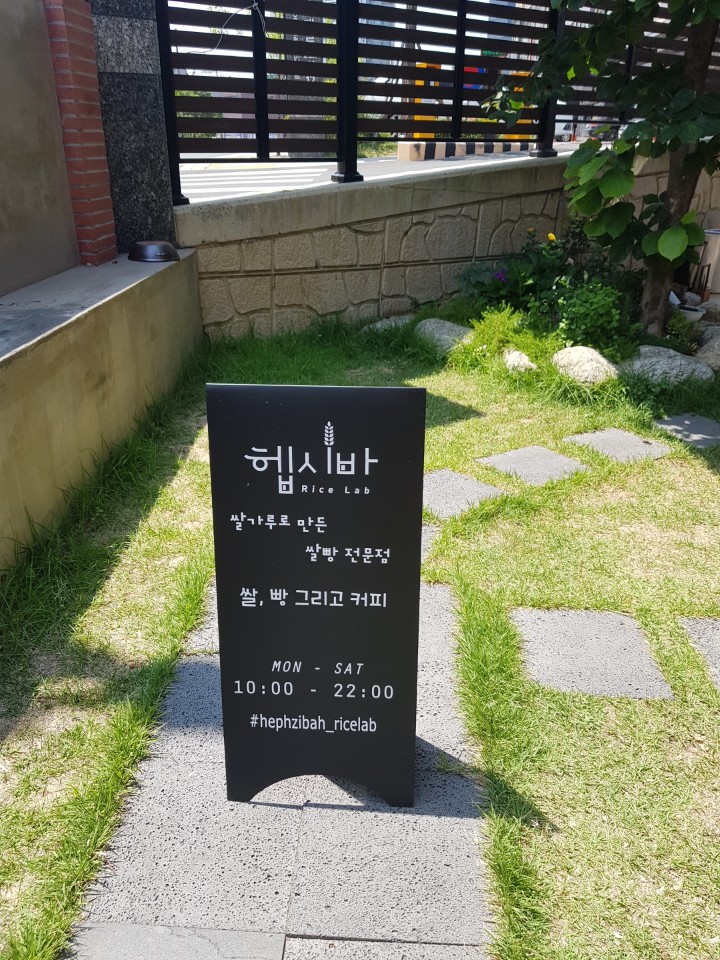 헵시바
Rice Lab
쌀가루로 만든
쌀빵 전문점
쌀, 빵 그리고 커피
MON - SAT
10:00 - 22:00
#hephzibah_ricelab